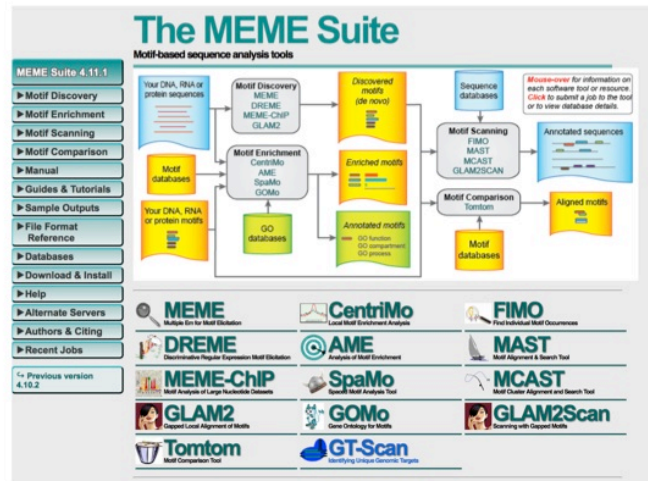 The MEME Suite
Motif-based sequence analysis tools
MEME Suite 4.11.1
►Motif Discovery
►Motif Enrichment
►Motif Scanning
►Motif Comparison
►Manual
►Guides & Tutorials
►Sample Outputs
►File Format
Reference
►Databases
►Download & Install
►Help
►Alternate Servers
►Authors & Citing
►Recent Jobs
↪ Previous version
4.10.2
Your DNA, RNA or
protein sequences
Motif Discovery
MEME
DREME
MEME-ChIP
GLAM2
Discovered
motifs
(de novo)
Sequence
databases
Mouse-over for information on
each software tool or resource.
Click to submit a job to the tool
or to view database details.
Motif
databases
Motif Enrichment
CentriMo
AME
SpaMo
GOMo
Enriched motifs
Motif Scanning
FIMO
MAST
MCAST
GLAM2SCAN
Annotated sequences
Your DNA, RNA
or protein motifs
GO
databases
Annotated motifs
GO function
GO compartment
GO process
Motif Comparison
Tomtom
Motif
databases
Aligned motifs
MEME
Multiple Em for Motif Elicitation
CentriMo
Local Motif Enrichment Analysis
FIMO
Find Individual Motif Occurrences
DREME
Discriminative Regular Expression Motif Elicitation
AME
Analysis of Motif Enrichment
MAST
Motif Alignment & Search Tool
MEME-ChIP
Motif Analysis of Large Nucleotide Datasets
SpaMo
Spaced Motif Analysis Tool
MCAST
Motif Cluster Alignment and Search Tool
GLAM2
Gapped Local Alignment of Motifs
GOMo
Gene Ontology for Motifs
GLAM2Scan
Scanning with Gapped Motifs
Tomtom
Motif Comparison Tool
GT-Scan
Identifying Unique Genomic Targets